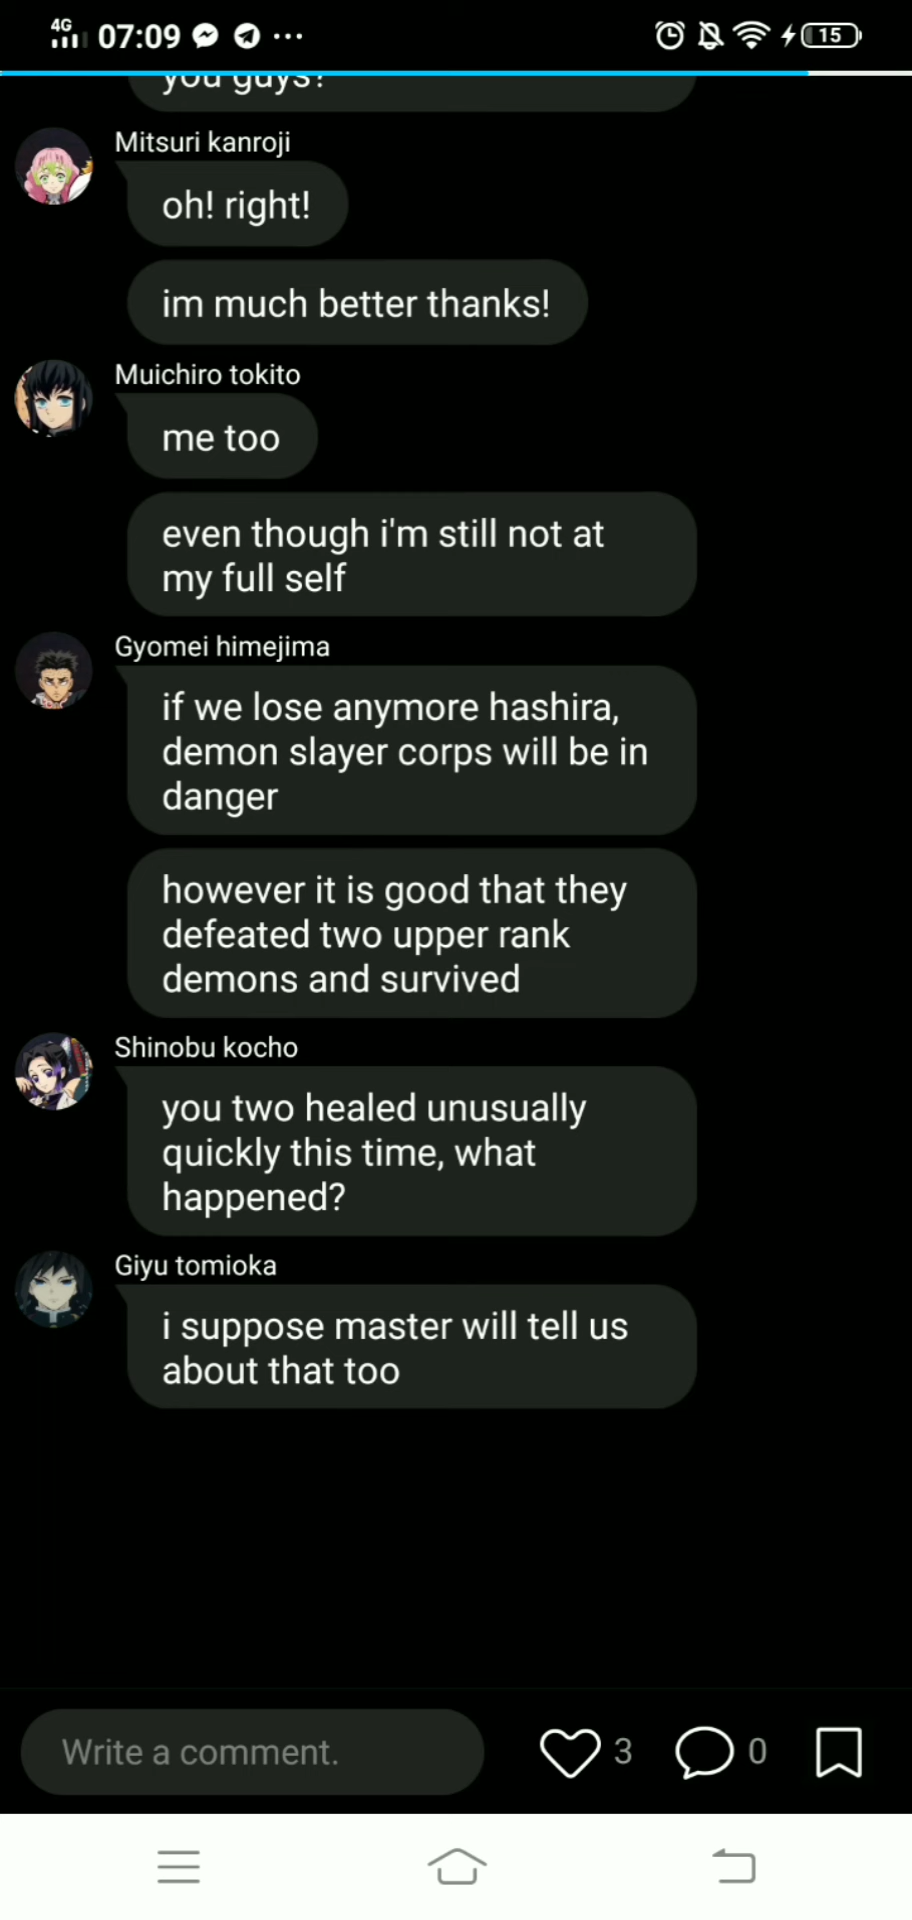 4G 07:09 15
you guys?
Mitsuri kanroji
oh! right!
im much better thanks!
Muichiro tokito
me too
even though i'm still not at
my full self
Gyomei himejima
if we lose anymore hashira,
demon slayer corps will be in
danger
however it is good that they
defeated two upper rank
demons and survived
Shinobu kocho
you two healed unusually
quickly this time, what
happened?
Giyu tomioka
i suppose master will tell us
about that too
Write a comment. 3 0